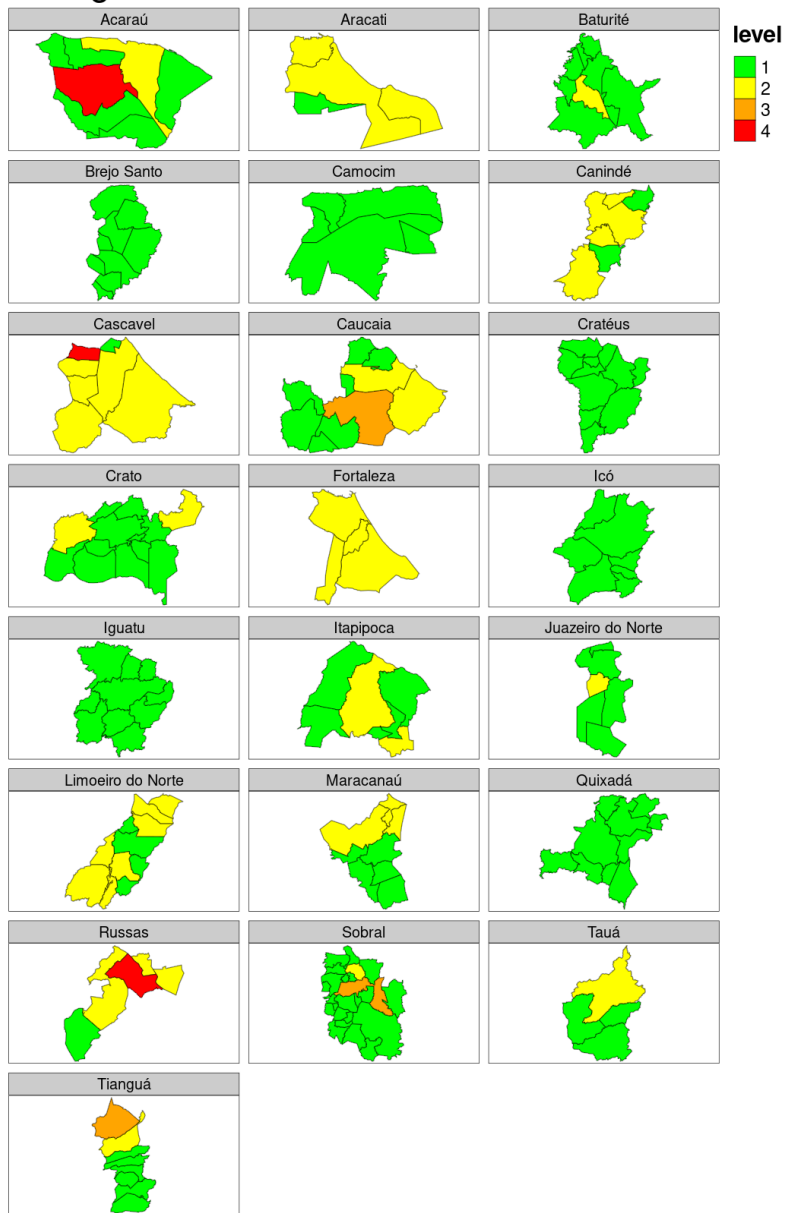 Acaraú
Aracati
Baturité
level
1
2
3
4
Brejo Santo
Camocim
Canindé
Cascavel
Caucaia
Cratéus
Crato
Fortaleza
Icó
Iguatu
Itapipoca
Juazeiro do Norte
Limoeiro do Norte
Maracanaú
Quixadá
Russas
Sobral
Tauá
Tianguá